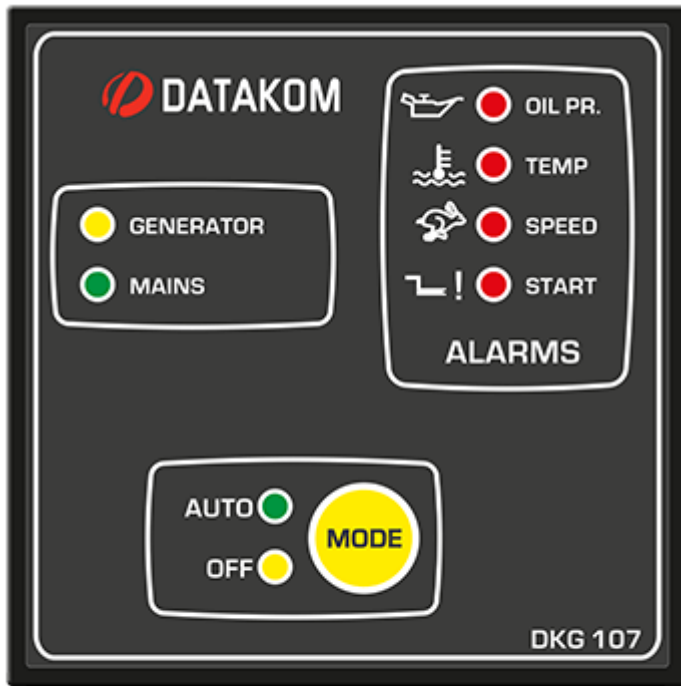 DATAKOM
GENERATOR
MAINS
OIL PR.
TEMP
SPEED
! START
ALARMS
AUTO
OFF
MODE
DKG 107